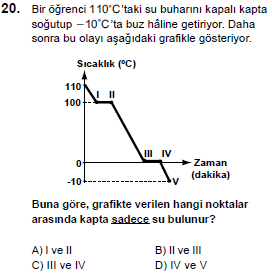 20. Bir öğrenci 110°C'taki su buharını kapalı kapta
soğutup −10°C'ta buz hâline getiriyor. Daha
sonra bu olayı aşağıdaki grafikle gösteriyor.
Sıcaklık (ºC)
110
100
I II
III IV
0
Zaman
(dakika)
-10
V
Buna göre, grafikte verilen hangi noktalar
arasında kapta sadece su bulunur?
A) I ve II B) II ve III
C) III ve IV D) IV ve V